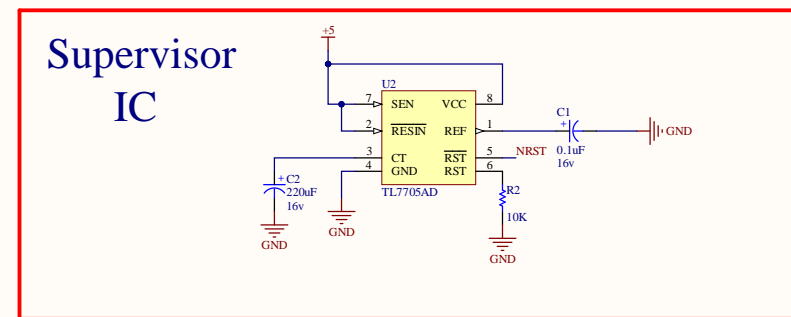 +5
Supervisor
IC
U2
7 SEN VCC 8
2 RESIN REF 1
3 CT RST 5
4 GND RST 6
TL7705AD
C1
+
0.1uF
16v
GND
NRST
+ C2
220uF
16v
GND
GND
R2
10K
GND